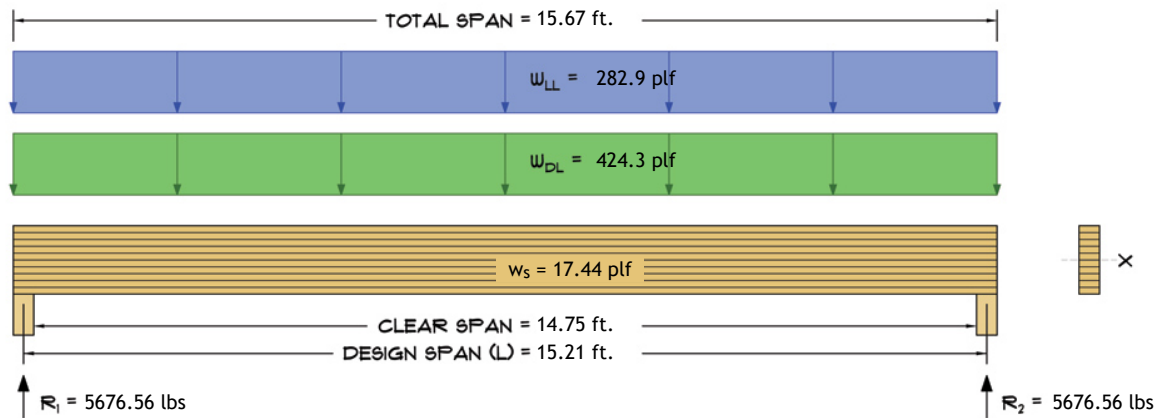 TOTAL SPAN = 15.67 ft.
WLL = 282.9 plf
WDL = 424.3 plf
ws = 17.44 plf
X
CLEAR SPAN = 14.75 ft.
DESIGN SPAN (L) = 15.21 ft.
R1 = 5676.56 lbs
R2 = 5676.56 lbs